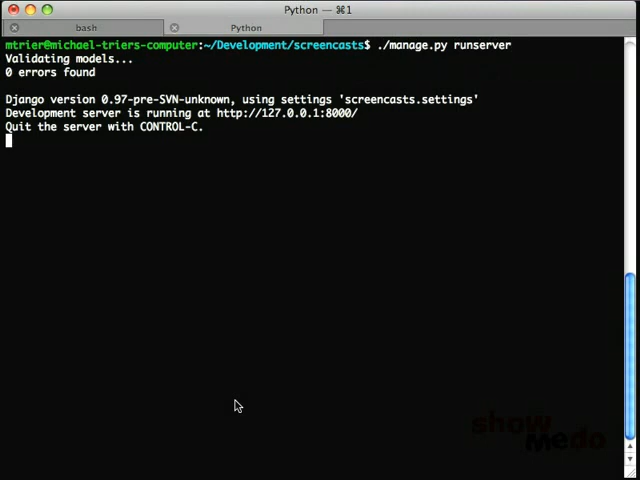 Python — ⌘1
bash
Python
mtrier@michael-triers-computer:~/Development/screencasts$ ./manage.py runserver
Validating models...
0 errors found
Django version 0.97-pre-SVN-unknown, using settings 'screencasts.settings'
Development server is running at http://127.0.0.1:8000/
Quit the server with CONTROL-C.
show
medo